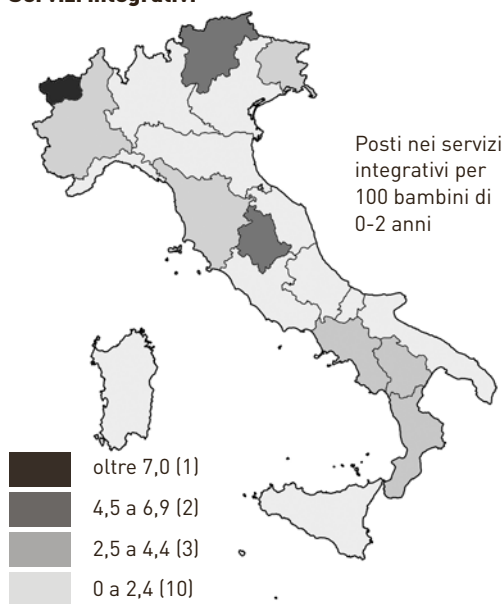 Servizi integrativi
Posti nei servizi
integrativi per
100 bambini di
0-2 anni
oltre 7,0 (1)
4,5 a 6,9 (2)
2,5 a 4,4 (3)
0 a 2,4 (10)